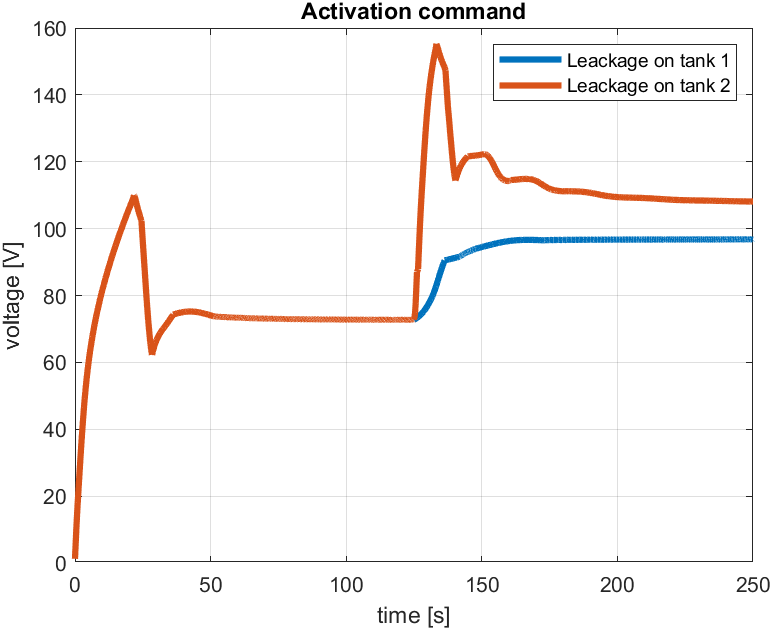 Activation command
160
140
120
100
80
60
40
20
0
voltage [V]
Leackage on tank 1
Leackage on tank 2
0 50 100 150 200 250
time [s]